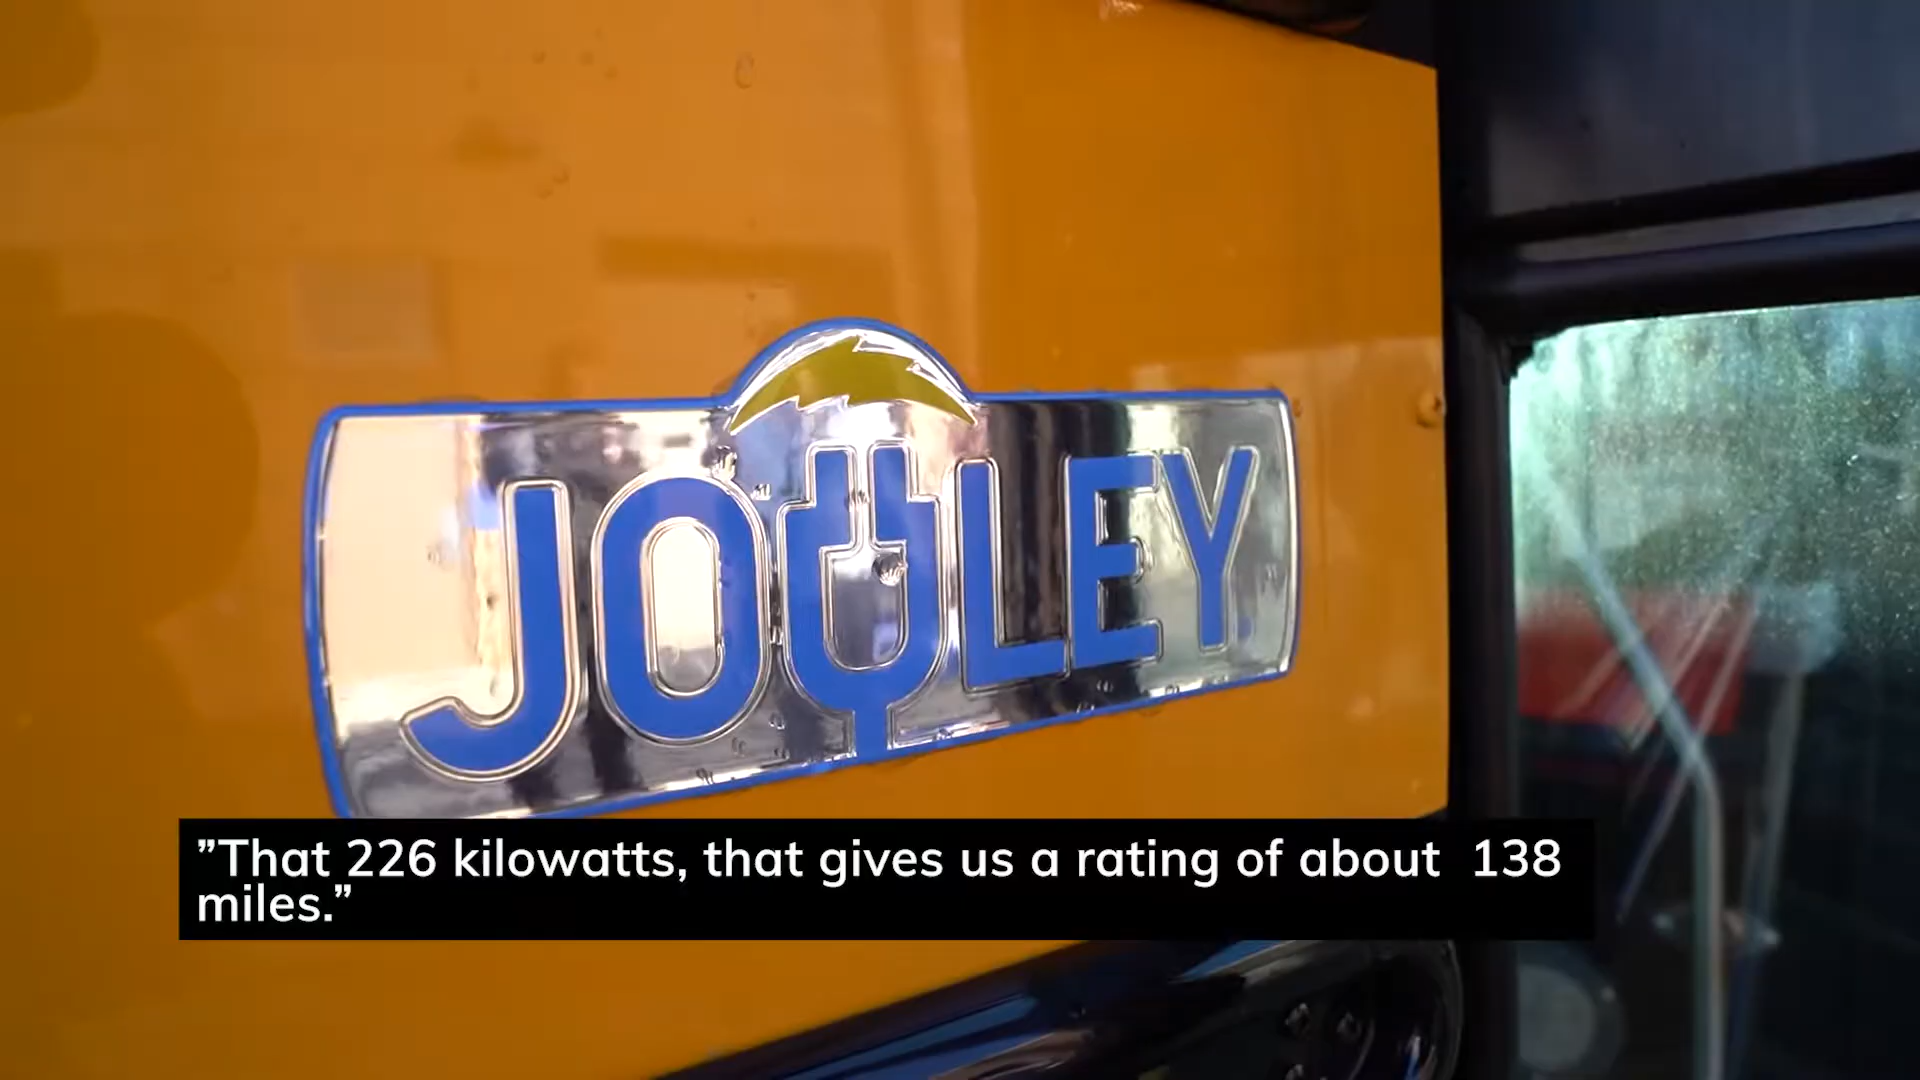 JOULEY
”That 226 kilowatts, that gives us a rating of about 138
miles.”